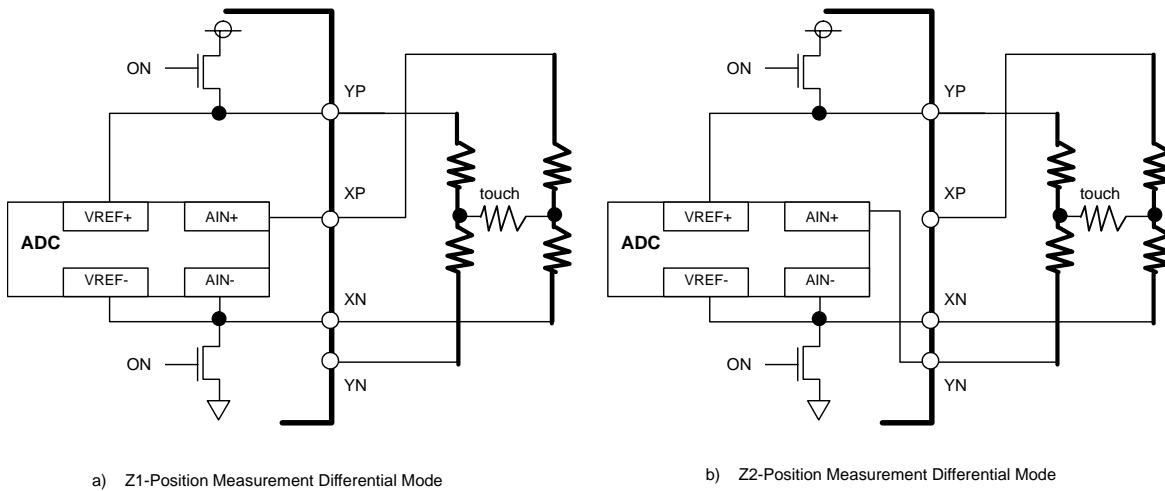 ON
YP
XP
touch
VREF+
AIN+
ADC
VREF-
AIN-
XN
ON
YN
a) Z1-Position Measurement Differential Mode
ON
YP
XP
touch
VREF+
AIN+
ADC
VREF-
AIN-
XN
ON
YN
b) Z2-Position Measurement Differential Mode